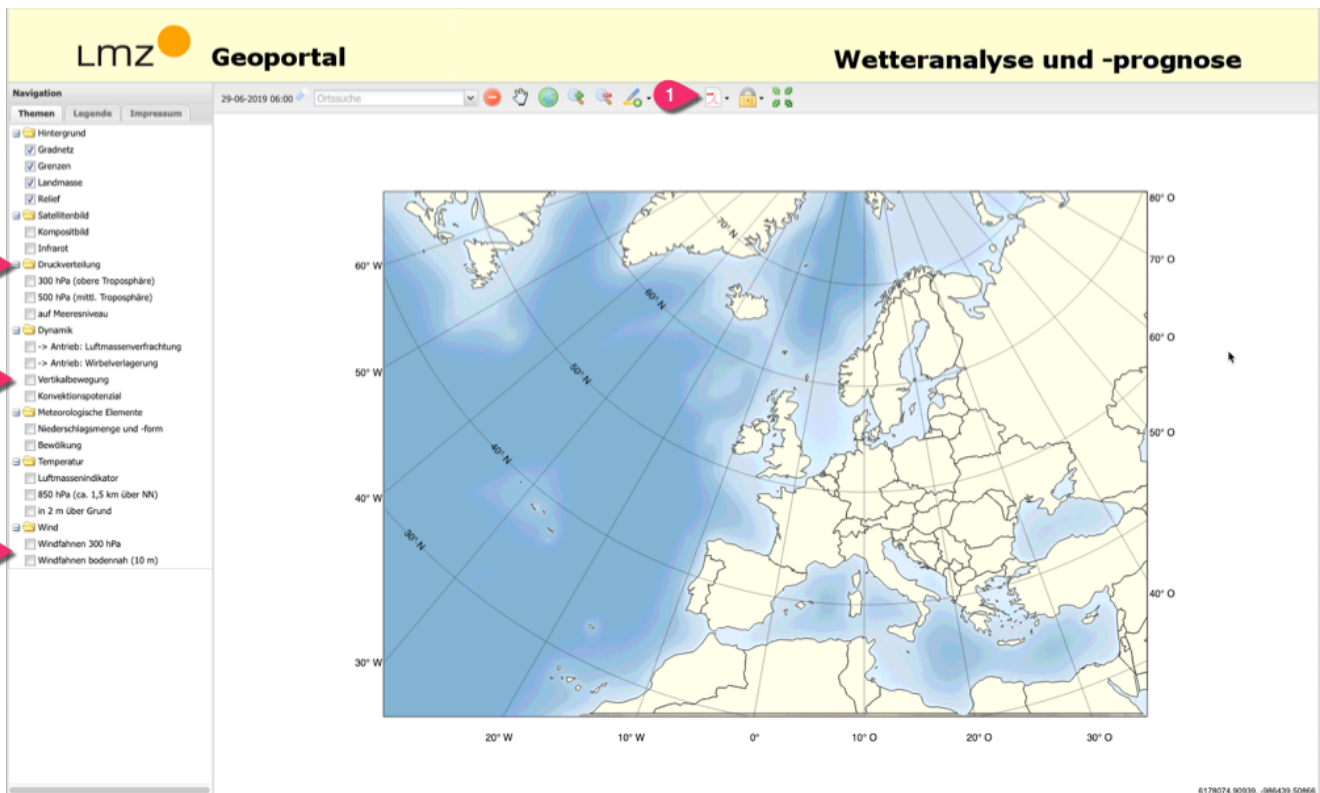 Lmz
Geoportal
Wetteranalyse und -prognose
Navigation
Themen Legende Impressum
29-06-2019 06:00
Ortssuche
1
Hintergrund
Gradnetz
Grenzen
Landmasse
Relief
Satellitenbild
Kompositbild
Infrarot
Druckverteilung
300 hPa (obere Troposphäre)
500 hPa (mittl. Troposphäre)
auf Meeresniveau
Dynamik
-> Antrieb: Luftmassenverfrachtung
-> Antrieb: Wirbelverlagerung
Vertikalbewegung
Konvektionspotenzial
Meteorologische Elemente
Niederschlagsmenge und -form
Bewölkung
Temperatur
Luftmassenindikator
850 hPa (ca. 1,5 km über NN)
in 2 m über Grund
Wind
Windfahnen 300 hPa
Windfahnen bodennah (10 m)
60° W
50° W
40° W
30° W
70° N
60° N
50° N
40° N
30° N
80° O
70° O
60° O
50° O
40° O
20° W 10° W 0° 10° O 20° O 30° O
6178074.90939, -986439.50866